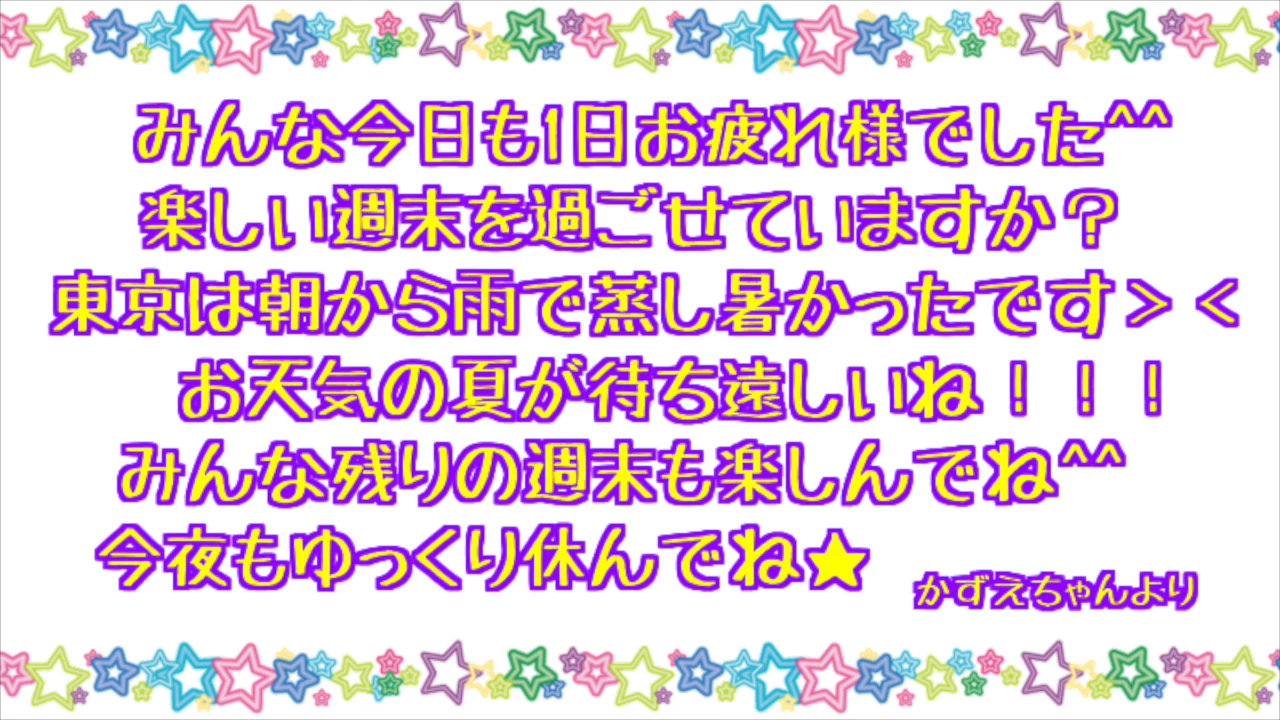 みんな今日も1日お疲れ様でした^^
楽しい週末を過ごせていますか？
東京は朝から雨で蒸し暑かったです＞＜
お天気の夏が待ち遠しいね！！！
みんな残りの週末も楽しんでね^^
今夜もゆっくり休んでね★
かずえちゃんより